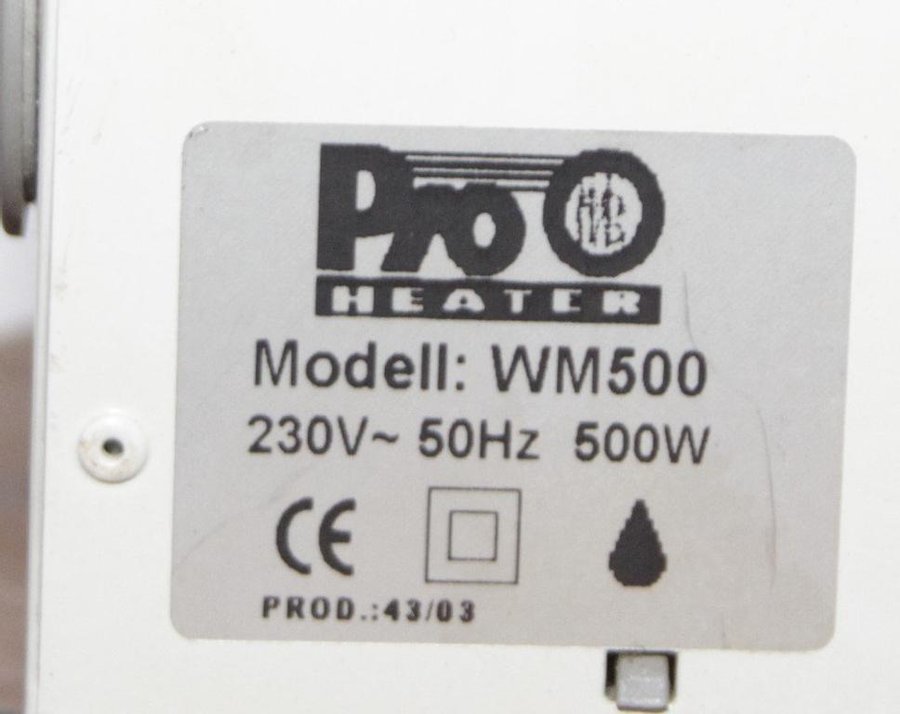 Pro
HEATER
Modell: WM500
230V~ 50Hz 500W
CE
PROD.:43/03